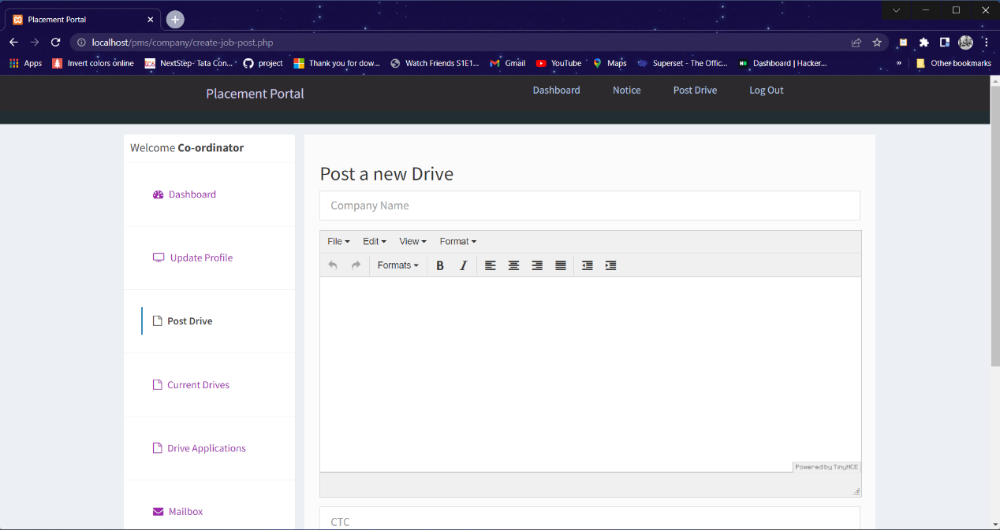 Placement Portal
localhost/pms/company/create-job-post.php
Apps Invert colors online NextStep- Tata Con... project Thank you for dow... Watch Friends S1E1... Gmail YouTube Maps Superset - The Offic... Dashboard | Hacker... » Other bookmarks
Placement Portal Dashboard Notice Post Drive Log Out
Welcome Co-ordinator
Dashboard
Update Profile
Post Drive
Current Drives
Drive Applications
Mailbox
Post a new Drive
Company Name
File Edit View Format
Formats B I
Powered by TinyMCE
CTC